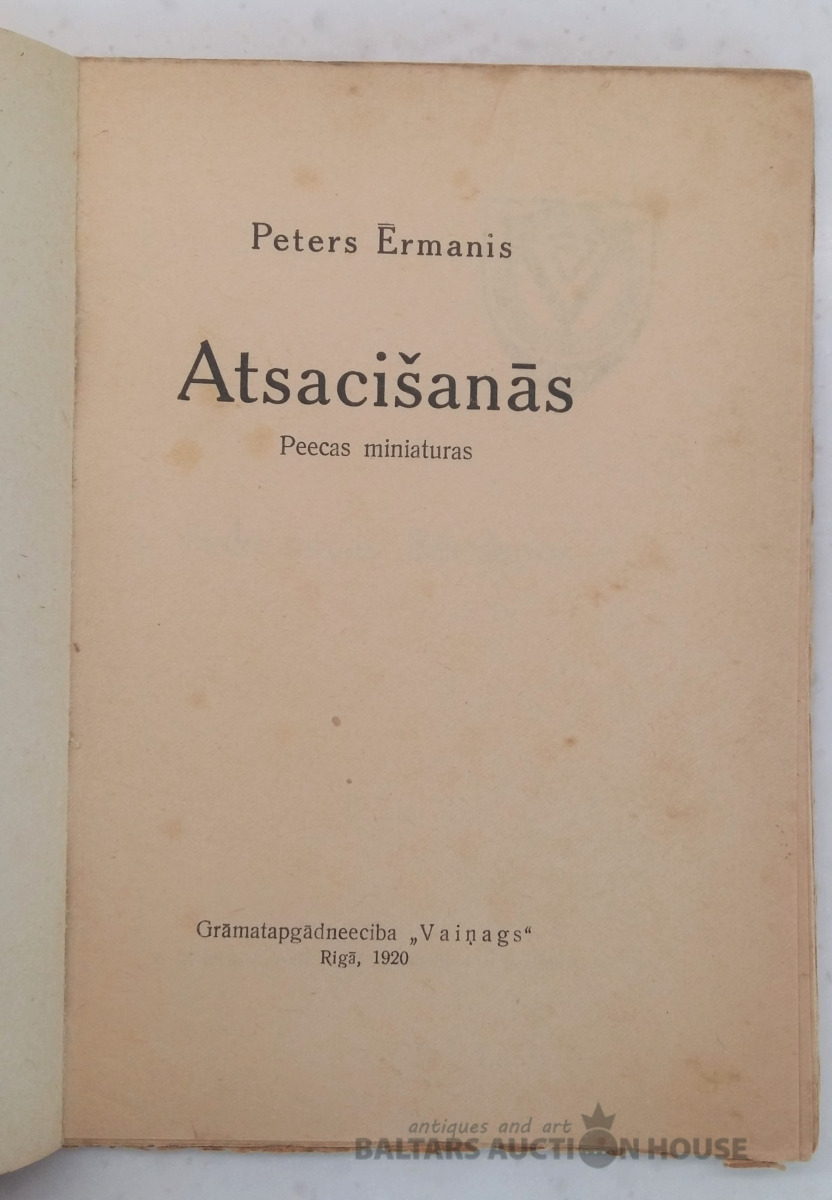 Peters Ērmanis
Atsacišanās
Peecas miniaturas
Grāmatapgādneeciba „Vaiņags“
Rigā, 1920
antiques and art
BALTARS AUCTION HOUSE